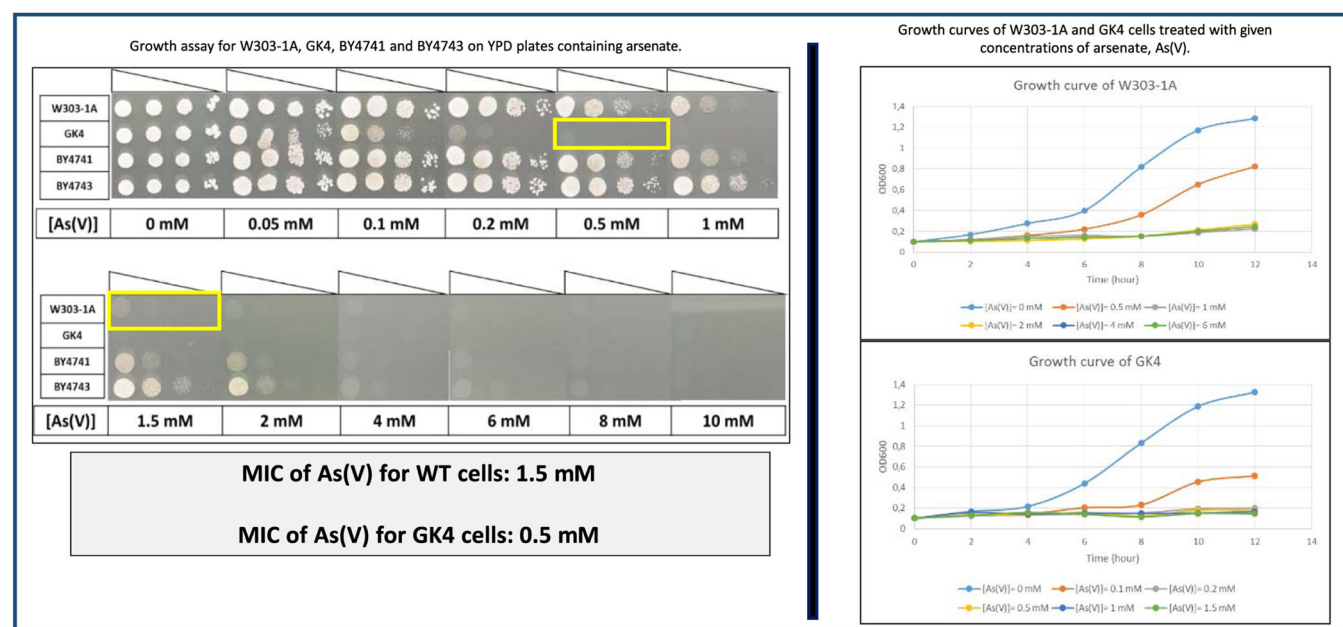 Growth assay for W303-1A, GK4, BY4741 and BY4743 on YPD plates containing arsenate.
W303-1A
GK4
BY4741
BY4743
[As(V)] 0 mM 0.05 mM 0.1 mM 0.2 mM 0.5 mM 1 mM
W303-1A
GK4
BY4741
BY4743
[As(V)] 1.5 mM 2 mM 4 mM 6 mM 8 mM 10 mM
MIC of As(V) for WT cells: 1.5 mM
MIC of As(V) for GK4 cells: 0.5 mM
Growth curves of W303-1A and GK4 cells treated with given
concentrations of arsenate, As(V).
Growth curve of W303-1A
1,4
1,2
1
0,8
0,6
0,4
0,2
0
OD600
0 2 4 6 8 10 12 14
Time (hour)
[As(V)]= 0 mM [As(V)]= 0.5 mM [As(V)]= 1 mM
[As(V)]= 2 mM [As(V)]= 4 mM [As(V)]= 6 mM
Growth curve of GK4
1,4
1,2
1
0,8
0,6
0,4
0,2
0
OD600
0 2 4 6 8 10 12 14
Time (hour)
[As(V)]= 0 mM [As(V)]= 0.1 mM [As(V)]= 0.2 mM
[As(V)]= 0.5 mM [As(V)]= 1 mM [As(V)]= 1.5 mM